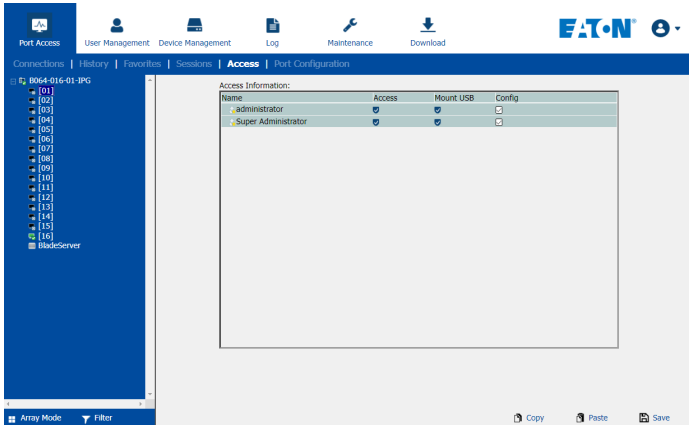 EATON
Port Access User Management Device Management Log Maintenance Download
Connections | History | Favorites | Sessions | Access | Port Configuration
B064-016-01-IPG
[01]
[02]
[03]
[04]
[05]
[06]
[07]
[08]
[09]
[10]
[11]
[12]
[13]
[14]
[15]
[16]
BladeServer
Access Information:
Name Access Mount USB Config
administrator
Super Administrator
Array Mode Filter Copy Paste Save